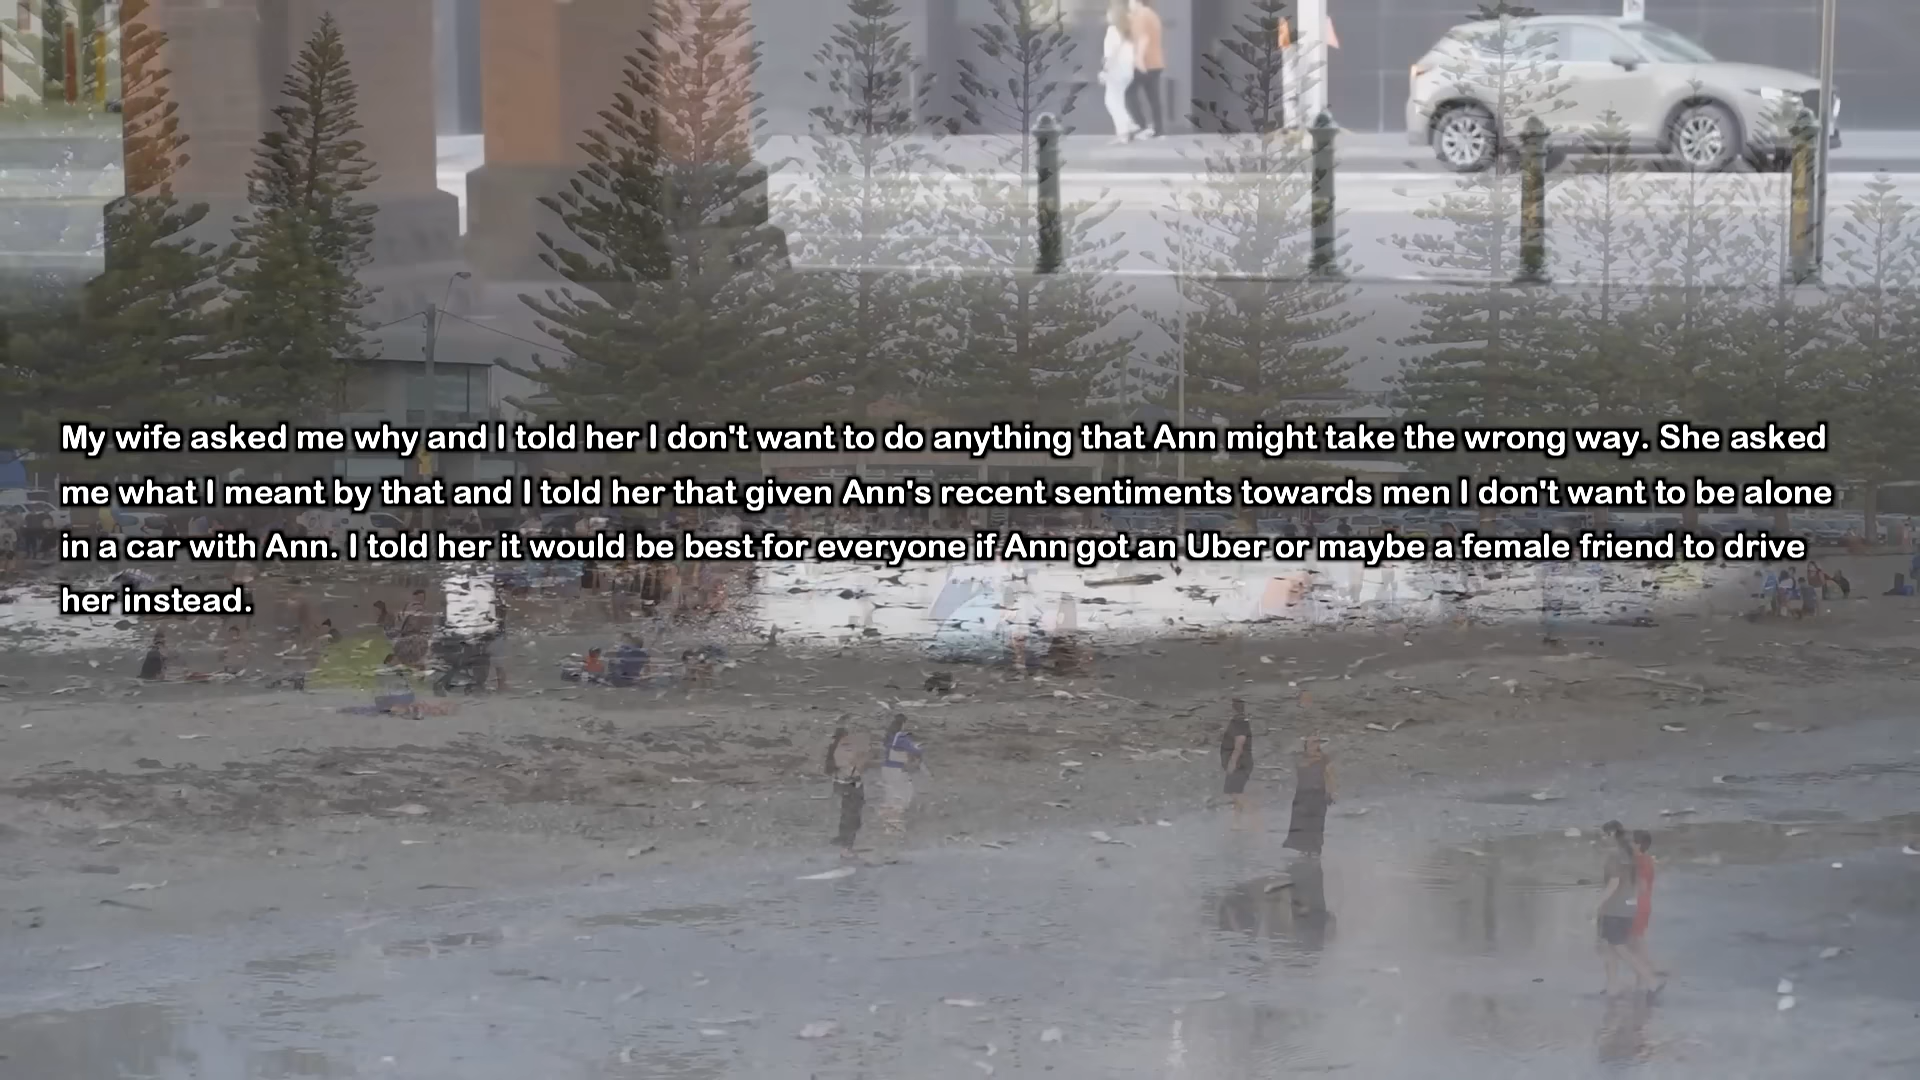 My wife asked me why and I told her I don't want to do anything that Ann might take the wrong way. She asked
me what I meant by that and I told her that given Ann's recent sentiments towards men I don't want to be alone
in a car with Ann. I told her it would be best for everyone if Ann got an Uber or maybe a female friend to drive
her instead.